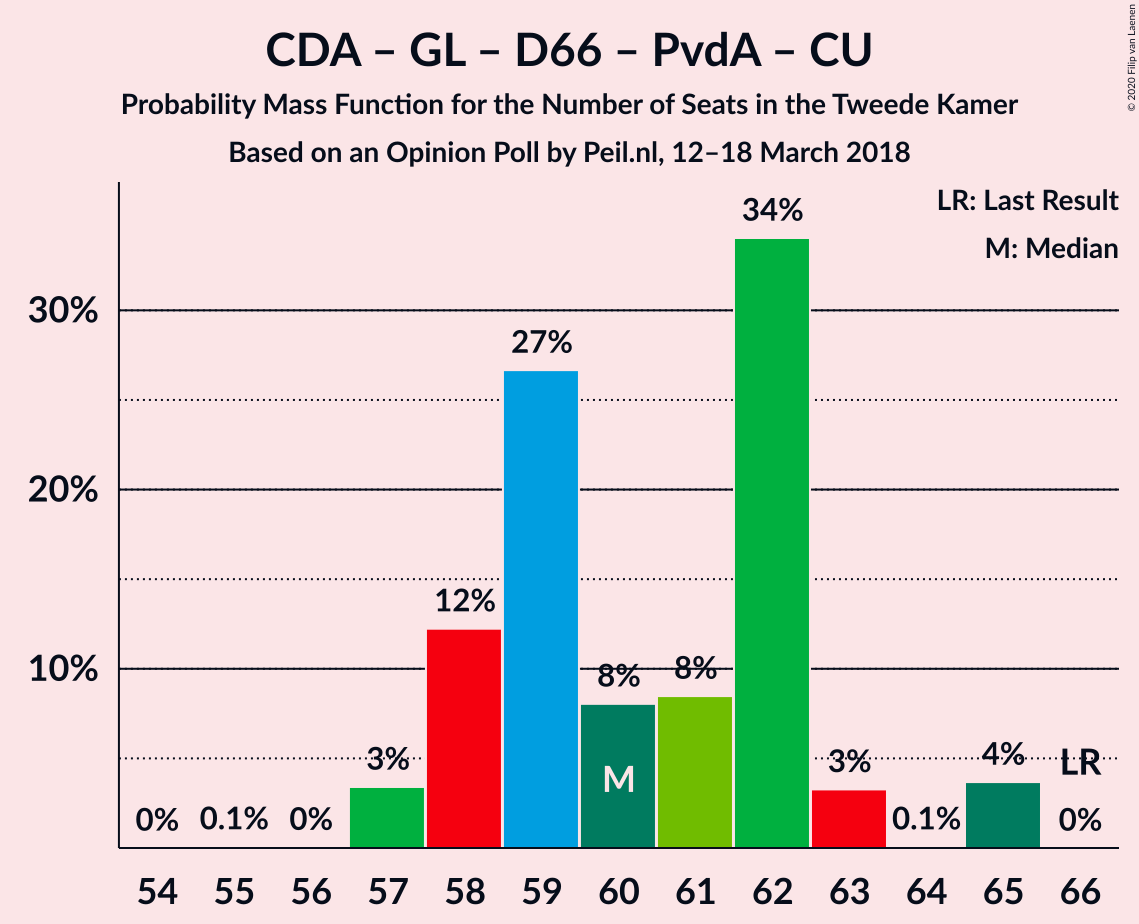 CDA – GL – D66 – PvdA – CU
Probability Mass Function for the Number of Seats in the Tweede Kamer
Based on an Opinion Poll by Peil.nl, 12–18 March 2018
© 2020 Filip van Laenen
LR: Last Result
M: Median
30%
20%
10%
0%
0.1%
0%
3%
12%
27%
8%
8%
34%
3%
0.1%
4%
0%
M
LR
54 55 56 57 58 59 60 61 62 63 64 65 66